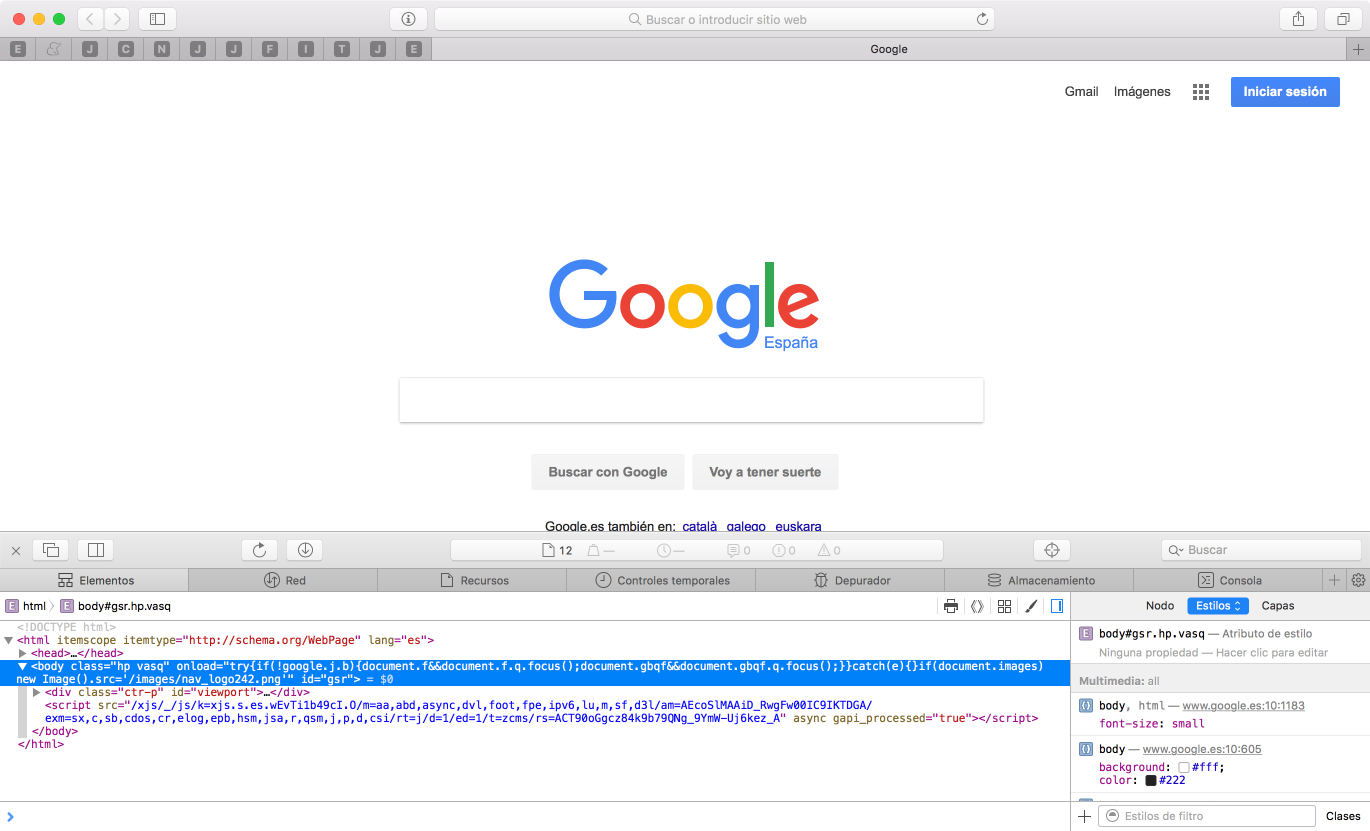 Buscar o introducir sitio web
E J C N J J F I T J E Google
Gmail Imágenes Iniciar sesión
Google
España
Buscar con Google Voy a tener suerte
Google.es también en: català galego euskara
12 — — 0 0 0 Buscar
Elementos Red Recursos Controles temporales Depurador Almacenamiento Consola
E html E body#gsr.hp.vasq
Nodo Estilos Capas
<!DOCTYPE html>
<html itemscope itemtype="http://schema.org/WebPage" lang="es">
<head>…</head>
<body class="hp vasq" onload="try{if(!google.j.b){document.f&&document.f.q.focus();document.gbqf&&document.gbqf.q.focus();}}catch(e){}if(document.images)
new Image().src='/images/nav_logo242.png'" id="gsr"> = $0
<div class="ctr-p" id="viewport">…</div>
<script src="/xjs/_/js/k=xjs.s.es.wEvTi1b49cI.O/m=aa,abd,async,dvl,foot,fpe,ipv6,lu,m,sf,d3l/am=AEcoSlMAAiD_RwgFw00IC9IKTDGA/
exm=sx,c,sb,cdos,cr,elog,epb,hsm,jsa,r,qsm,j,p,d,csi/rt=j/d=1/ed=1/t=zcms/rs=ACT90oGgcz84k9b79QNg_9YmW-Uj6kez_A" async gapi_processed="true"></script>
</body>
</html>
E body#gsr.hp.vasq — Atributo de estilo
Ninguna propiedad — Hacer clic para editar
Multimedia: all
body, html — www.google.es:10:1183
font-size: small
body — www.google.es:10:605
background: #fff;
color: #222
Estilos de filtro Clases